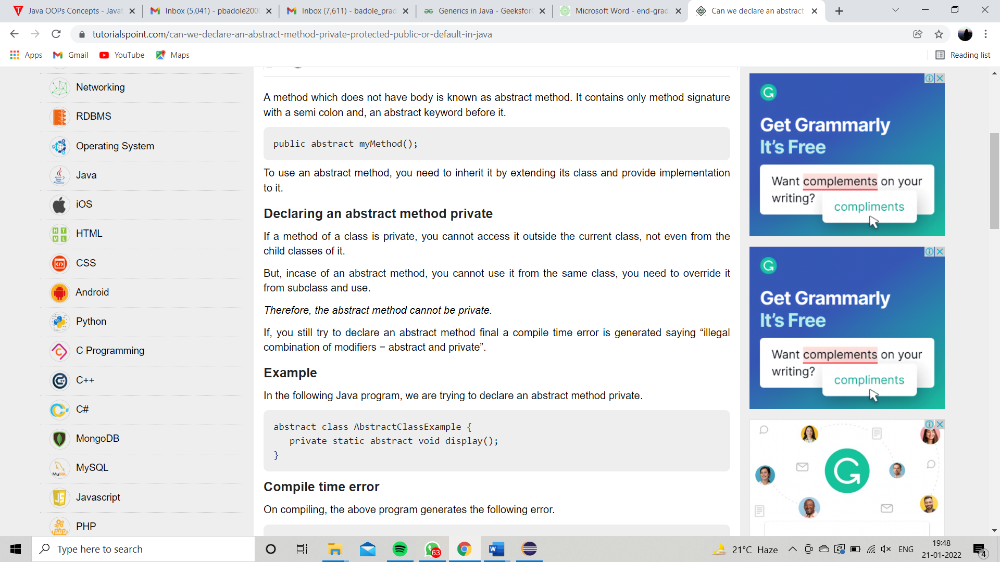 Java OOPs Concepts - Javat
Inbox (5,041) - pbadole200
Inbox (7,611) - badole_prad
Generics in Java - Geeksfor
Microsoft Word - end-grad
Can we declare an abstract
tutorialspoint.com/can-we-declare-an-abstract-method-private-protected-public-or-default-in-java
Apps
Gmail
YouTube
Maps
Reading list
Networking
RDBMS
Operating System
Java
iOS
HTML
CSS
Android
Python
C Programming
C++
C#
MongoDB
MySQL
Javascript
PHP
A method which does not have body is known as abstract method. It contains only method signature
with a semi colon and, an abstract keyword before it.
public abstract myMethod();
To use an abstract method, you need to inherit it by extending its class and provide implementation
to it.
Declaring an abstract method private
If a method of a class is private, you cannot access it outside the current class, not even from the
child classes of it.
But, incase of an abstract method, you cannot use it from the same class, you need to override it
from subclass and use.
Therefore, the abstract method cannot be private.
If, you still try to declare an abstract method final a compile time error is generated saying “illegal
combination of modifiers − abstract and private”.
Example
In the following Java program, we are trying to declare an abstract method private.
abstract class AbstractClassExample {
private static abstract void display();
}
Compile time error
On compiling, the above program generates the following error.
Get Grammarly
It's Free
Want complements on your
writing?
compliments
Get Grammarly
It's Free
Want complements on your
writing?
compliments
Type here to search
63
21°C Haze
ENG
19:48
21-01-2022
4